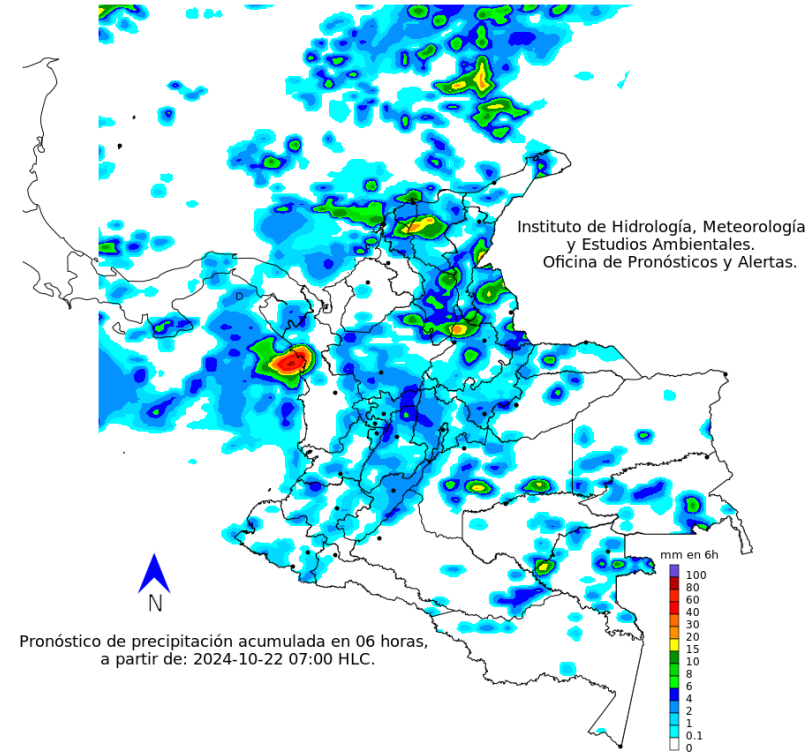 Instituto de Hidrología, Meteorología
y Estudios Ambientales.
Oficina de Pronósticos y Alertas.
mm en 6h
100
80
60
40
30
20
15
10
8
6
4
2
1
0.1
0
N
Pronóstico de precipitación acumulada en 06 horas,
a partir de: 2024-10-22 07:00 HLC.